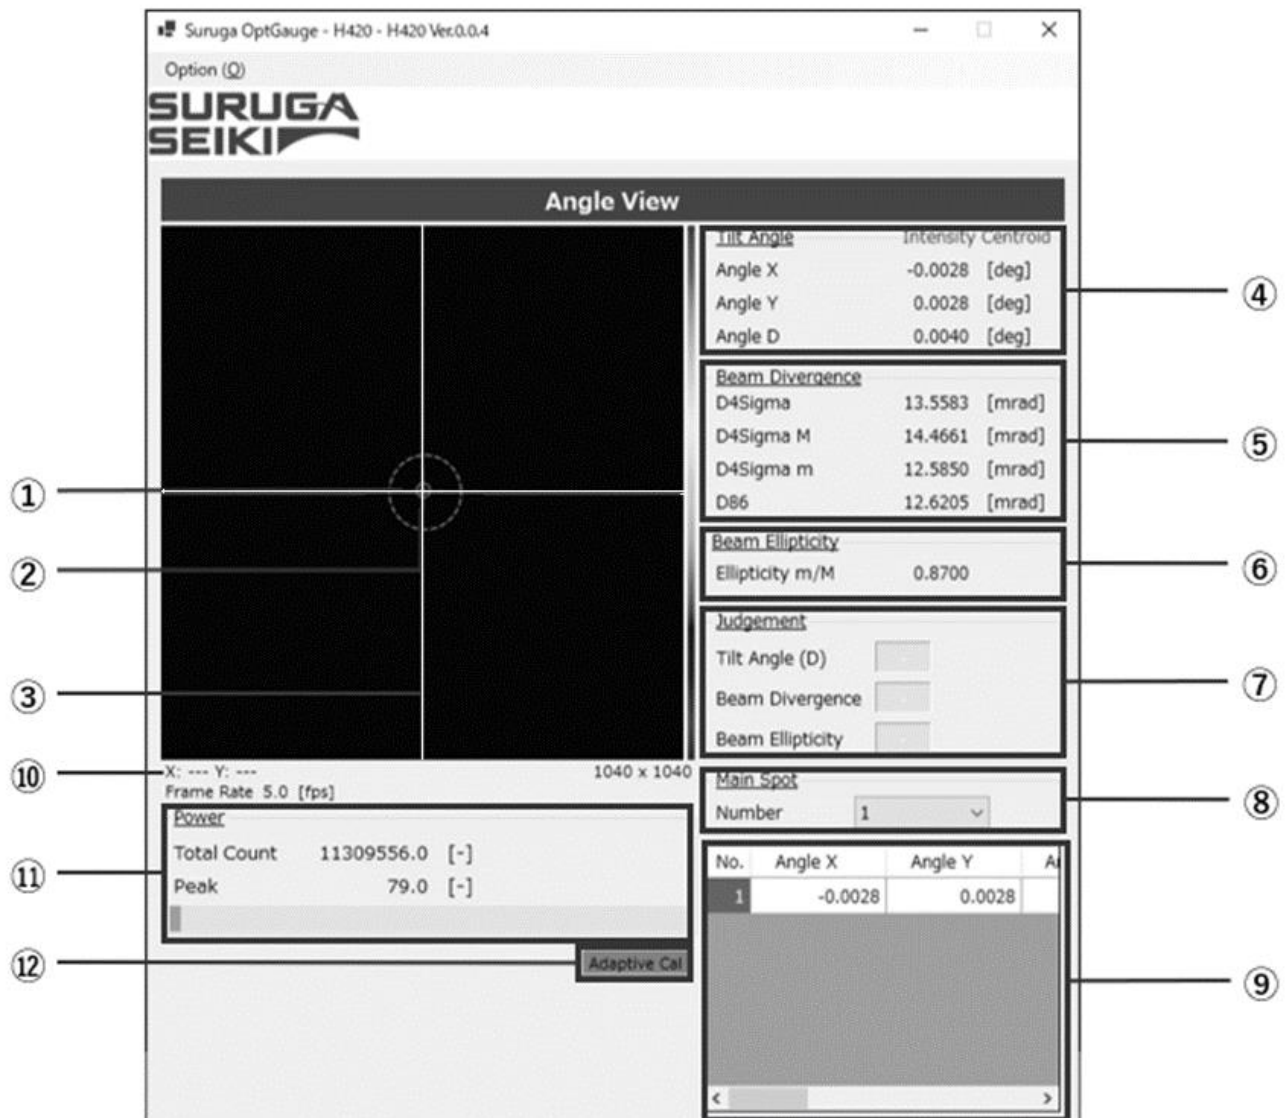 Suruga OptGauge - H420 - H420 Ver.0.0.4
Option (O)
SURUGA
SEIKI
Angle View
Tilt Angle Intensity Centroid
Angle X -0.0028 [deg]
Angle Y 0.0028 [deg]
Angle D 0.0040 [deg]
④
Beam Divergence
D4Sigma 13.5583 [mrad]
D4Sigma M 14.4661 [mrad]
D4Sigma m 12.5850 [mrad]
D86 12.6205 [mrad]
⑤
①
②
③
Beam Ellipticity
Ellipticity m/M 0.8700
⑥
Judgement
Tilt Angle (D)
Beam Divergence
Beam Ellipticity
⑦
⑩
X: --- Y: --- 1040 x 1040
Frame Rate 5.0 [fps]
Main Spot
Number 1
⑧
Power
Total Count 11309556.0 [-]
Peak 79.0 [-]
⑪
Adaptive Cal
⑫
No. Angle X Angle Y
1 -0.0028 0.0028
⑨